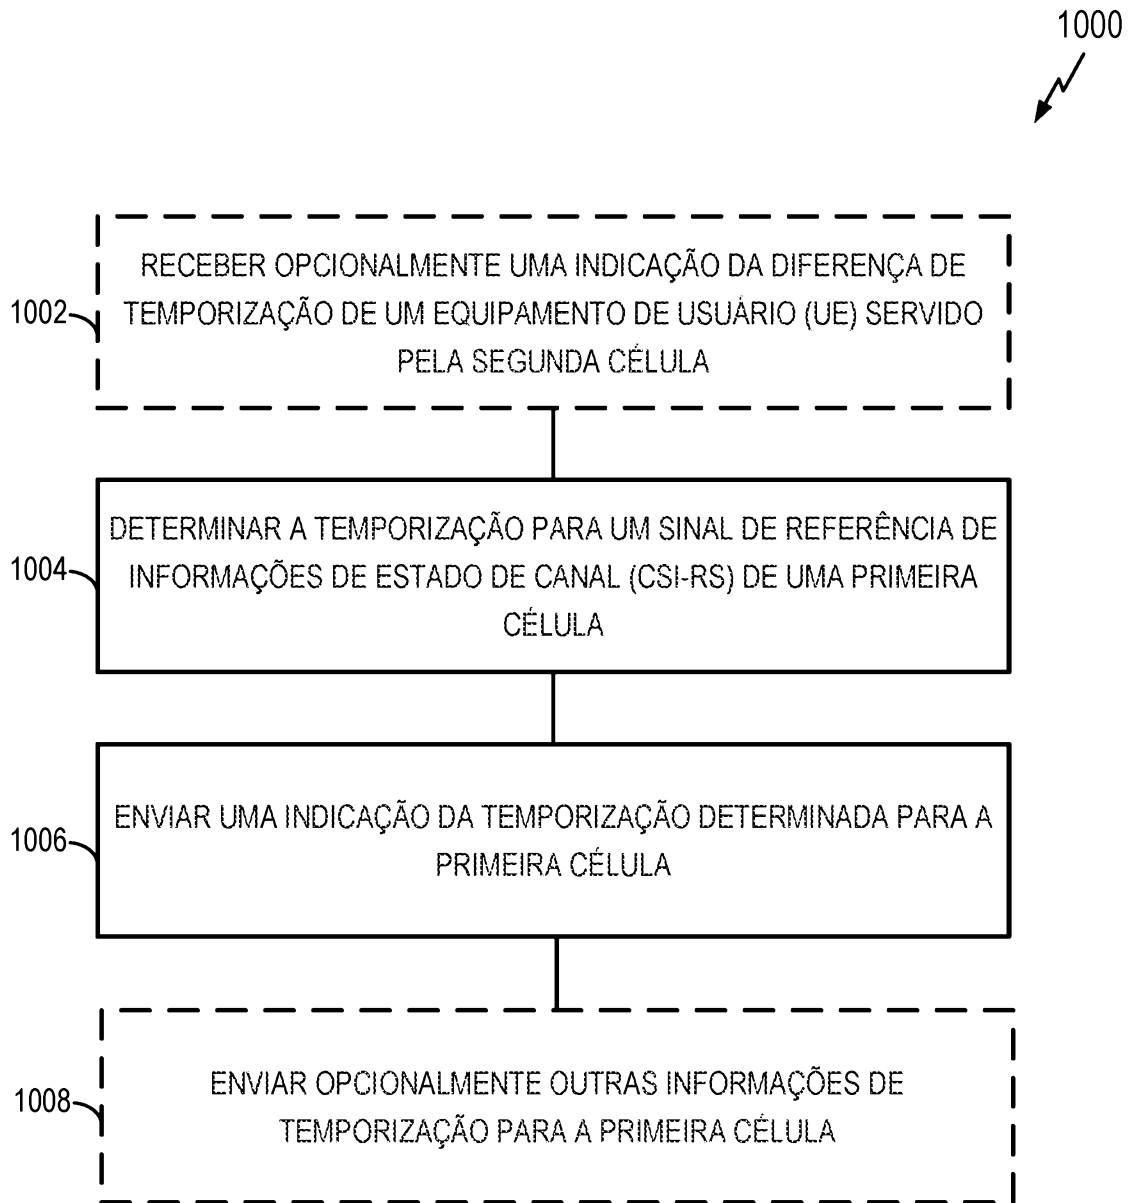 1000
RECEBER OPCIONALMENTE UMA INDICAÇÃO DA DIFERENÇA DE
TEMPORIZAÇÃO DE UM EQUIPAMENTO DE USUÁRIO (UE) SERVIDO
PELA SEGUNDA CÉLULA
1002
DETERMINAR A TEMPORIZAÇÃO PARA UM SINAL DE REFERÊNCIA DE
INFORMAÇÕES DE ESTADO DE CANAL (CSI-RS) DE UMA PRIMEIRA
CÉLULA
1004
ENVIAR UMA INDICAÇÃO DA TEMPORIZAÇÃO DETERMINADA PARA A
PRIMEIRA CÉLULA
1006
ENVIAR OPCIONALMENTE OUTRAS INFORMAÇÕES DE
TEMPORIZAÇÃO PARA A PRIMEIRA CÉLULA
1008